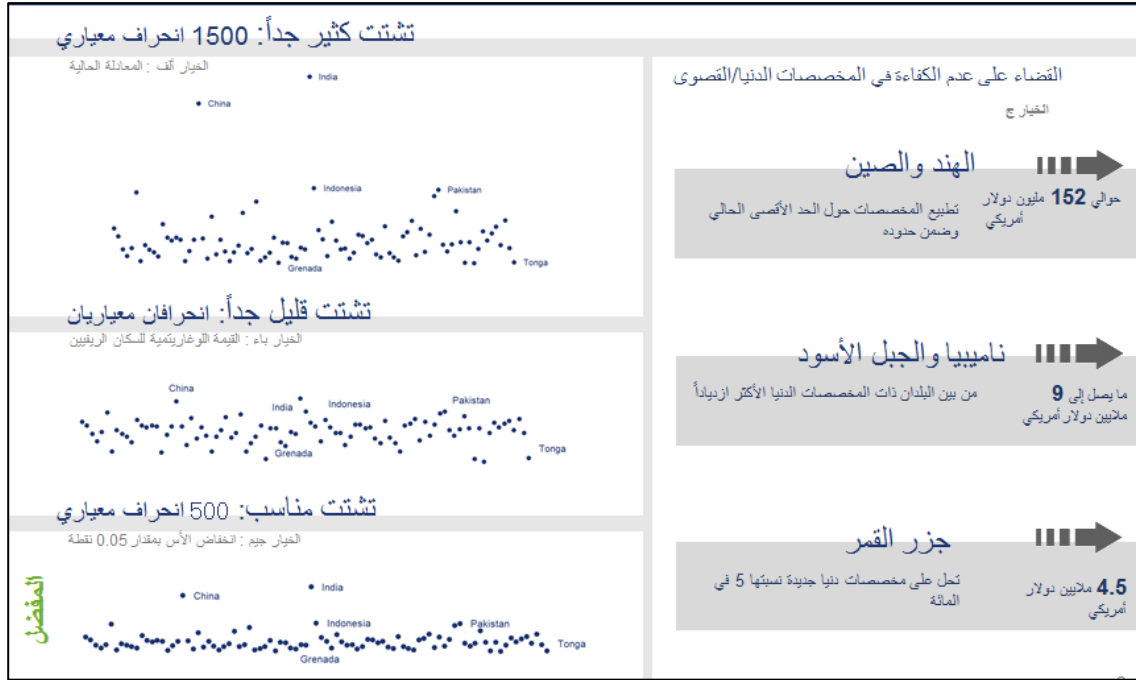 تشتت كثير جداً: 1500 انحراف معياري
الخيار ألف : المعادلة الحالية
India
China
Indonesia
Pakistan
Grenada
Tonga
تشتت قليل جداً: انحرافان معياريان
الخيار باء : القيمة اللوغاريتمية للسكان الريفيين
China
India
Indonesia
Pakistan
Grenada
Tonga
تشتت مناسب: 500 انحراف معياري
الخيار جيم : انخفاض الأس بمقدار 0.05 نقطة
المفضل
India
China
Indonesia
Pakistan
Grenada
Tonga
القضاء على عدم الكفاءة في المخصصات الدنيا/القصوى
الخيار ج
الهند والصين
حوالي 152 مليون دولار
أمريكي
تطبيع المخصصات حول الحد الأقصى الحالي
وضمن حدوده
ناميبيا والجبل الأسود
ما يصل إلى 9
ملايين دولار أمريكي
من بين البلدان ذات المخصصات الدنيا الأكثر ازدياداً
جزر القمر
4.5 ملايين دولار
أمريكي
تحل على مخصصات دنيا جديدة نسبتها 5 في
المائة